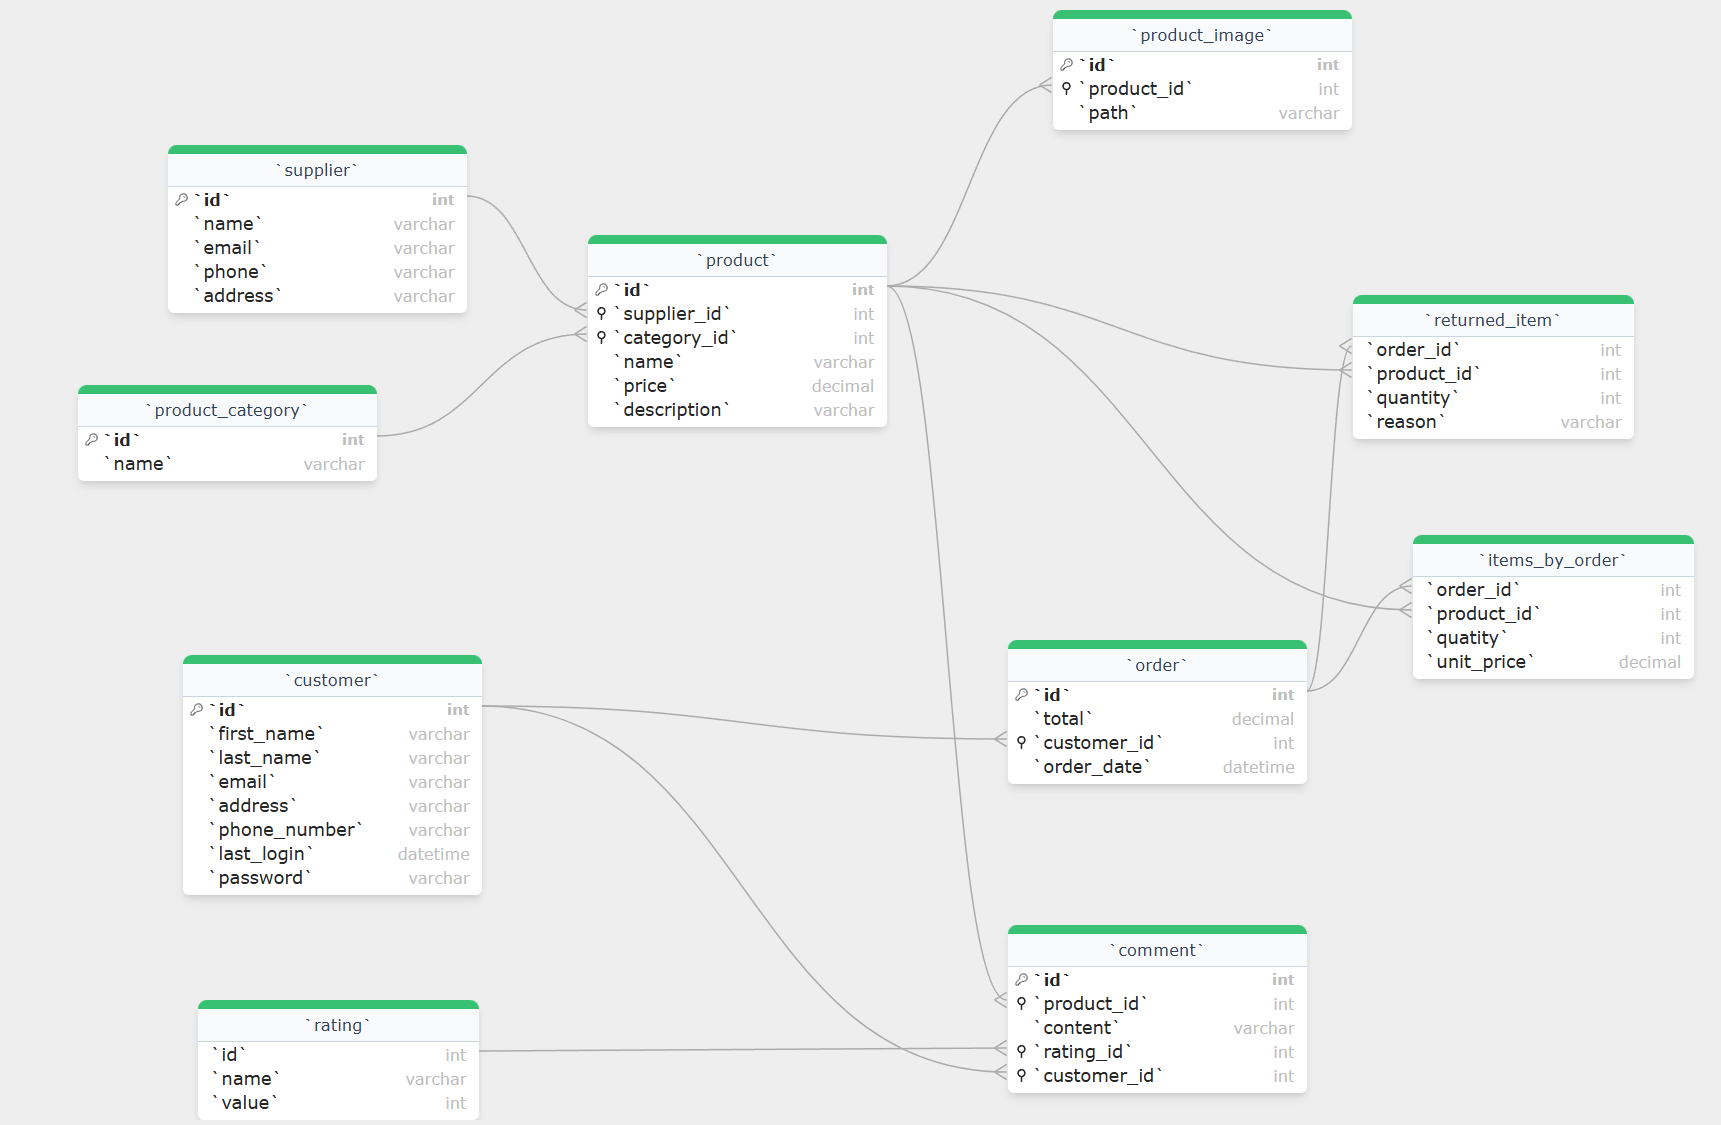 `product_image`
`id` int
`product_id` int
`path` varchar
`supplier`
`id` int
`name` varchar
`email` varchar
`phone` varchar
`address` varchar
`product`
`id` int
`supplier_id` int
`category_id` int
`name` varchar
`price` decimal
`description` varchar
`returned_item`
`order_id` int
`product_id` int
`quantity` int
`reason` varchar
`product_category`
`id` int
`name` varchar
`items_by_order`
`order_id` int
`product_id` int
`quatity` int
`unit_price` decimal
`customer`
`id` int
`first_name` varchar
`last_name` varchar
`email` varchar
`address` varchar
`phone_number` varchar
`last_login` datetime
`password` varchar
`order`
`id` int
`total` decimal
`customer_id` int
`order_date` datetime
`comment`
`id` int
`product_id` int
`content` varchar
`rating_id` int
`customer_id` int
`rating`
`id` int
`name` varchar
`value` int